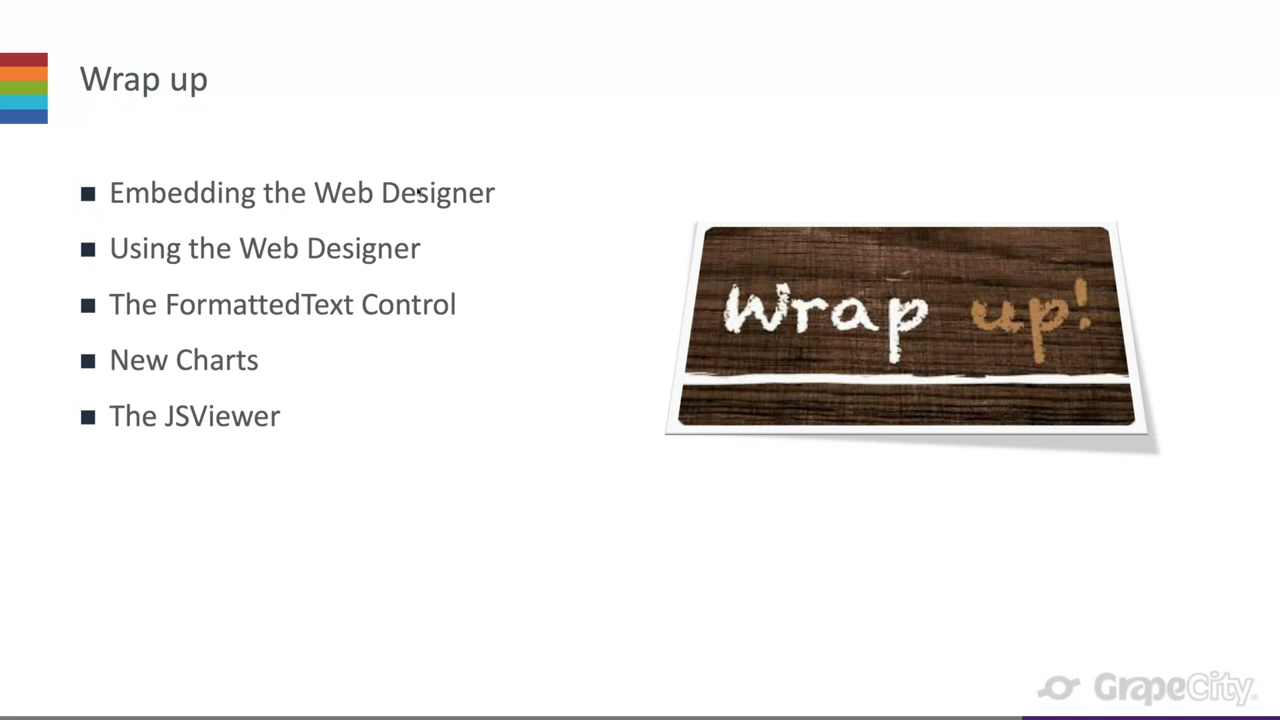 Wrap up
Embedding the Web Designer
Using the Web Designer
The FormattedText Control
New Charts
The JSViewer
Wrap up!
GrapeCity